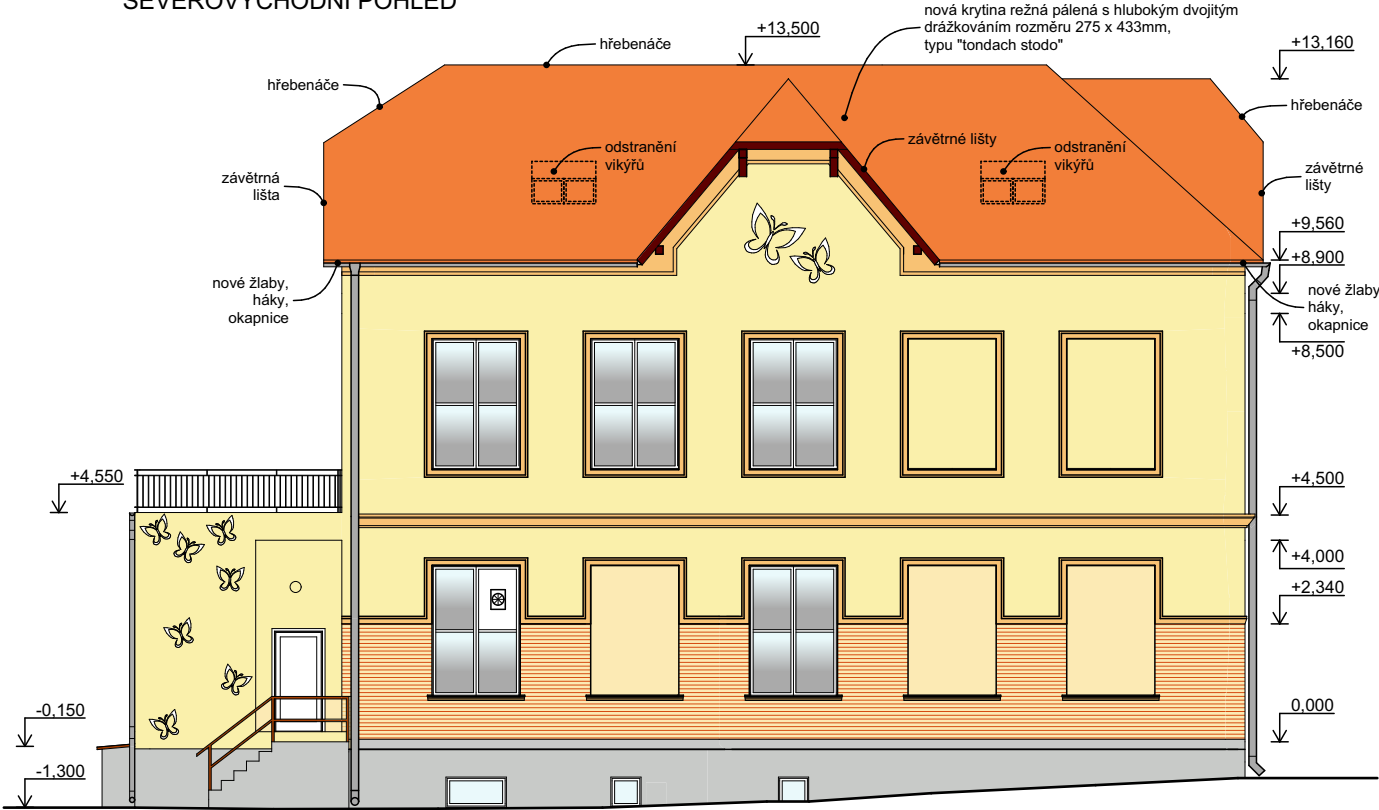 SEVEROVÝCHODNÍ POHLED
nová krytina režná pálená s hlubokým dvojitým
drážkováním rozměru 275 x 433mm,
typu "tondach stodo"
+13,500
+13,160
hřebenáče
hřebenáče
hřebenáče
odstranění
vikýřů
závětrné lišty
odstranění
vikýřů
závětrná
lišta
závětrné
lišty
+9,560
+8,900
nové žlaby,
háky,
okapnice
nové žlaby
háky,
okapnice
+8,500
+4,550
+4,500
+4,000
+2,340
-0,150
0,000
-1,300